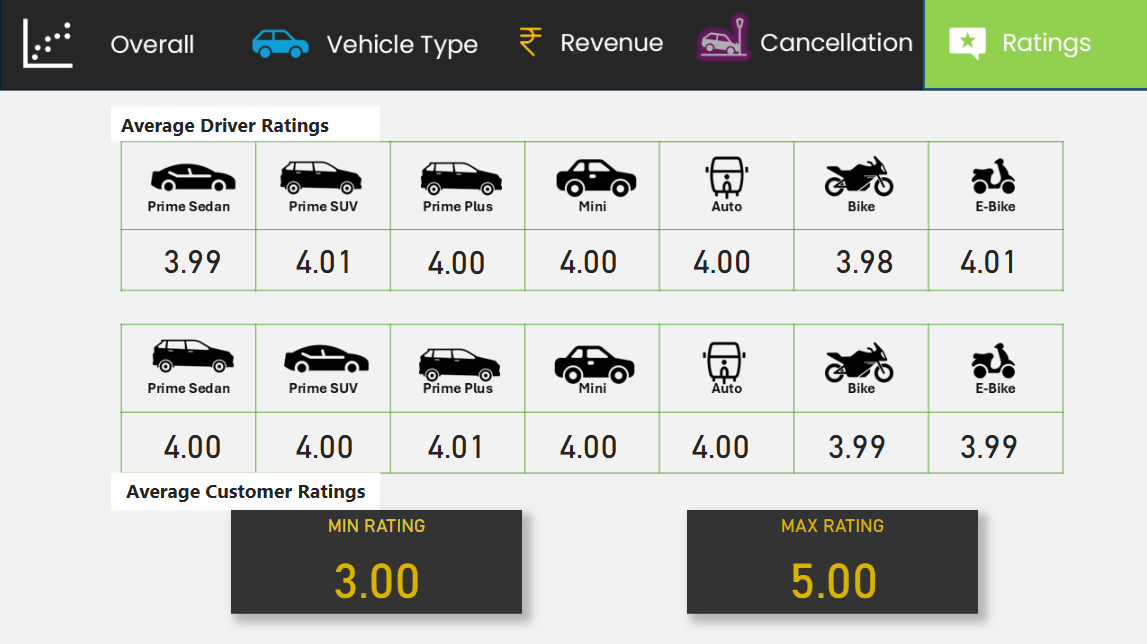 Overall Vehicle Type ₹ Revenue Cancellation Ratings
Average Driver Ratings
Prime Sedan Prime SUV Prime Plus Mini Auto Bike E-Bike
3.99 4.01 4.00 4.00 4.00 3.98 4.01
Prime Sedan Prime SUV Prime Plus Mini Auto Bike E-Bike
4.00 4.00 4.01 4.00 4.00 3.99 3.99
Average Customer Ratings
MIN RATING MAX RATING
3.00 5.00